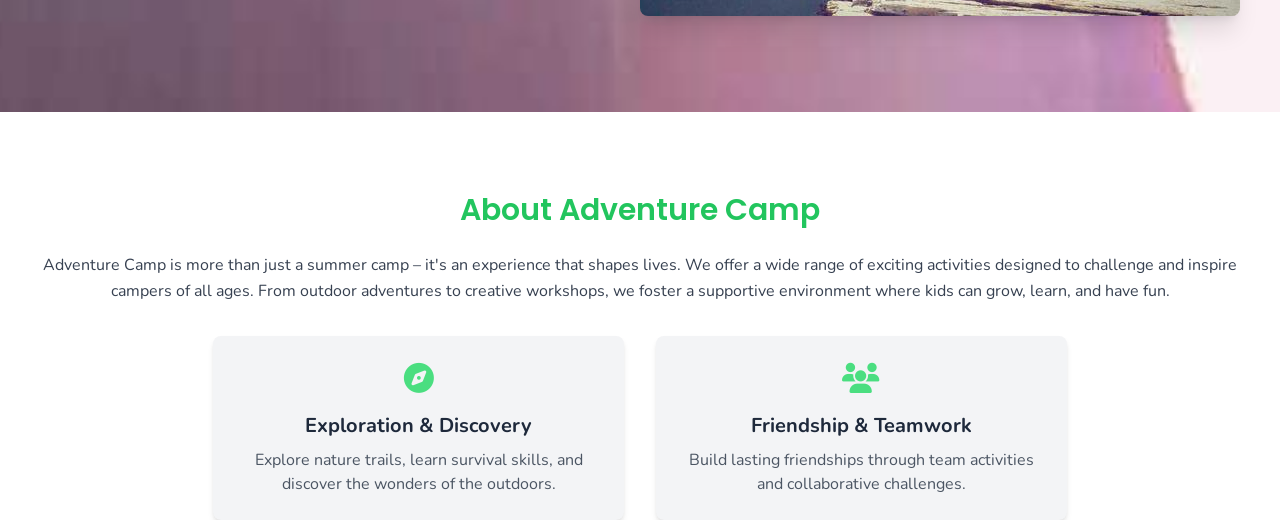 About Adventure Camp
Adventure Camp is more than just a summer camp – it's an experience that shapes lives. We offer a wide range of exciting activities designed to challenge and inspire
campers of all ages. From outdoor adventures to creative workshops, we foster a supportive environment where kids can grow, learn, and have fun.
Exploration & Discovery
Explore nature trails, learn survival skills, and
discover the wonders of the outdoors.
Friendship & Teamwork
Build lasting friendships through team activities
and collaborative challenges.